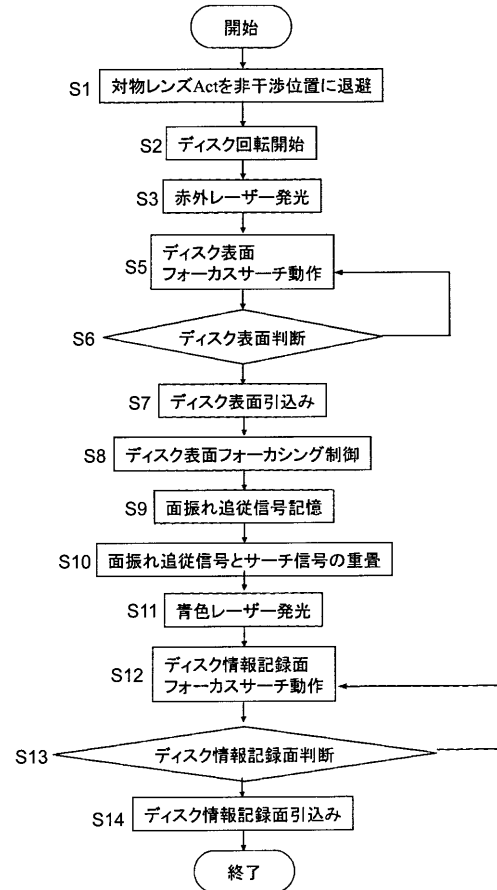 開始
S1 対物レンズActを非干渉位置に退避
S2 ディスク回転開始
S3 赤外レーザー発光
S5 ディスク表面
フォーカスサーチ動作
S6 ディスク表面判断
S7 ディスク表面引込み
S8 ディスク表面フォーカシング制御
S9 面振れ追従信号記憶
S10 面振れ追従信号とサーチ信号の重畳
S11 青色レーザー発光
S12 ディスク情報記録面
フォーカスサーチ動作
S13 ディスク情報記録面判断
S14 ディスク情報記録面引込み
終了